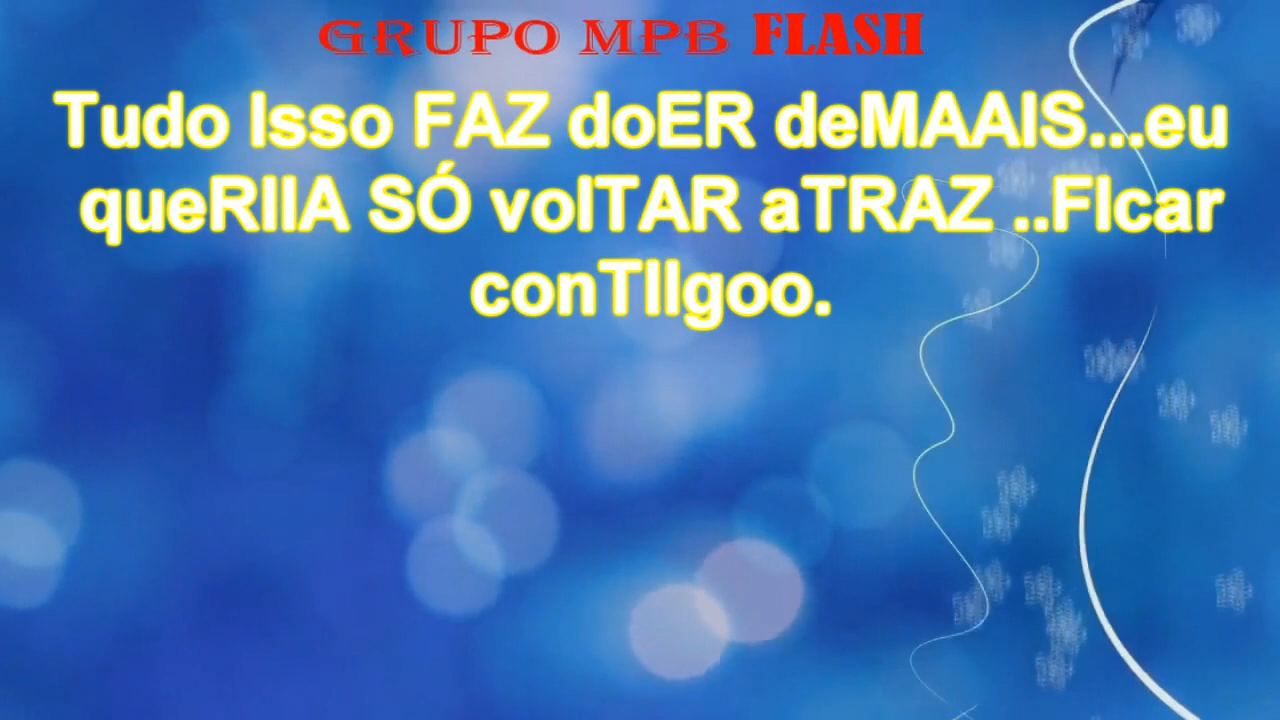 GRUPO MPB FLASH
Tudo Isso FAZ doER deMAAIS...eu
queRIIA SÓ volTAR aTRAZ ..FIcar
conTIIgoo.